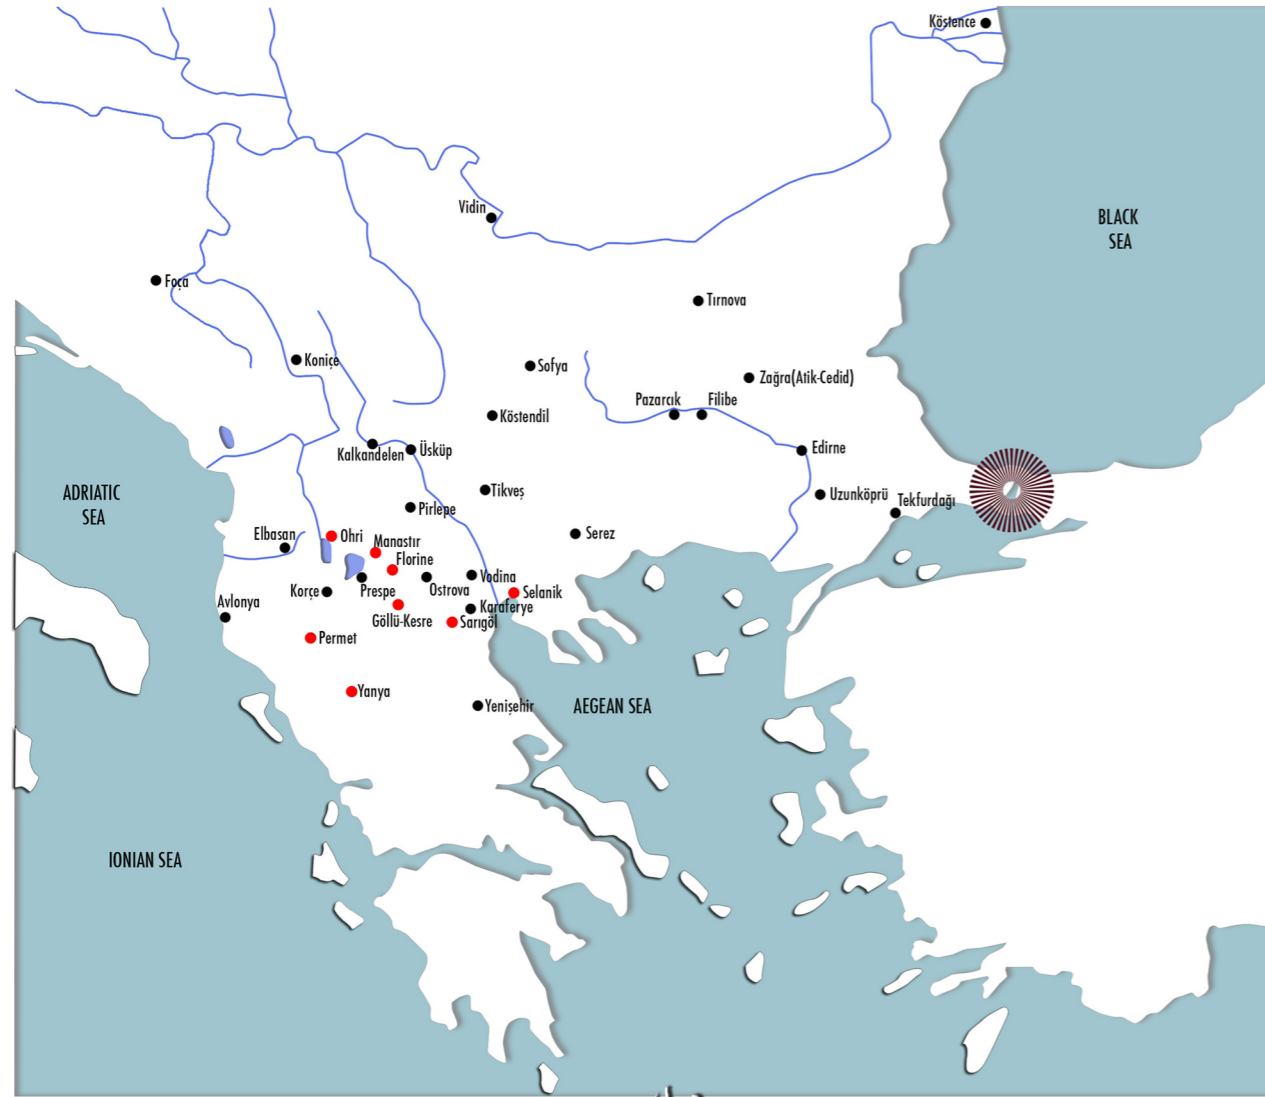 Köstence
BLACK
SEA
Vidin
Foça
Tırnova
Koniçe
Sofya
Zağra(Atik-Cedid)
Pazarcık
Filibe
Köstendil
Edirne
Kalkandelen
Üsküp
ADRIATIC
SEA
Tikveş
Uzunköprü
Tekfurdağı
Pirlepe
Elbasan
Ohri
Serez
Manastır
Florine
Vodina
Korçe
Prespe
Ostrova
Selanik
Avlonya
Karaferye
Göllü-Kesre
Sarıgöl
Permet
Yanya
Yenişehir
AEGEAN SEA
IONIAN SEA